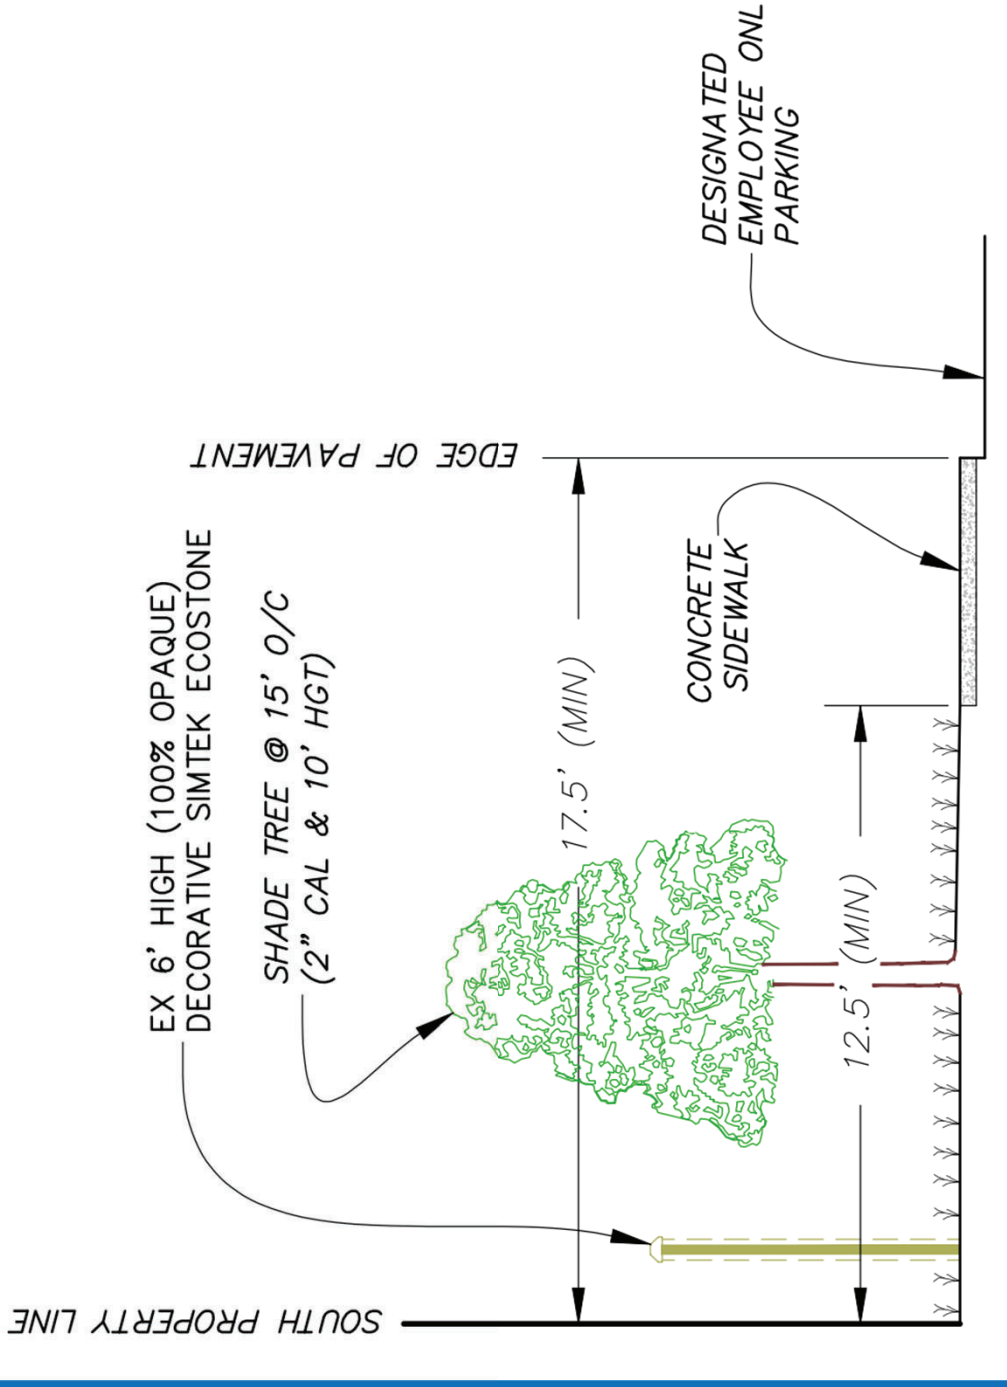 SOUTH PROPERTY LINE
EX 6' HIGH (100% OPAQUE)
DECORATIVE SIMTEK ECOSTONE
SHADE TREE @ 15' O/C
(2" CAL & 10' HGT)
EDGE OF PAVEMENT
17.5' (MIN)
12.5' (MIN)
CONCRETE
SIDEWALK
DESIGNATED
EMPLOYEE ONL
PARKING